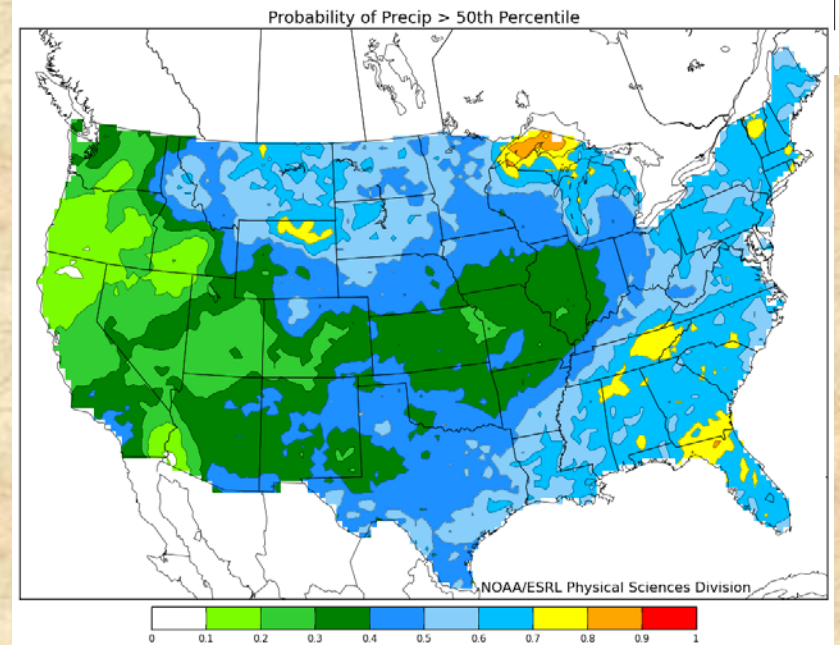 Probability of Precip > 50th Percentile
NOAA/ESRL Physical Sciences Division
0 0.1 0.2 0.3 0.4 0.5 0.6 0.7 0.8 0.9 1